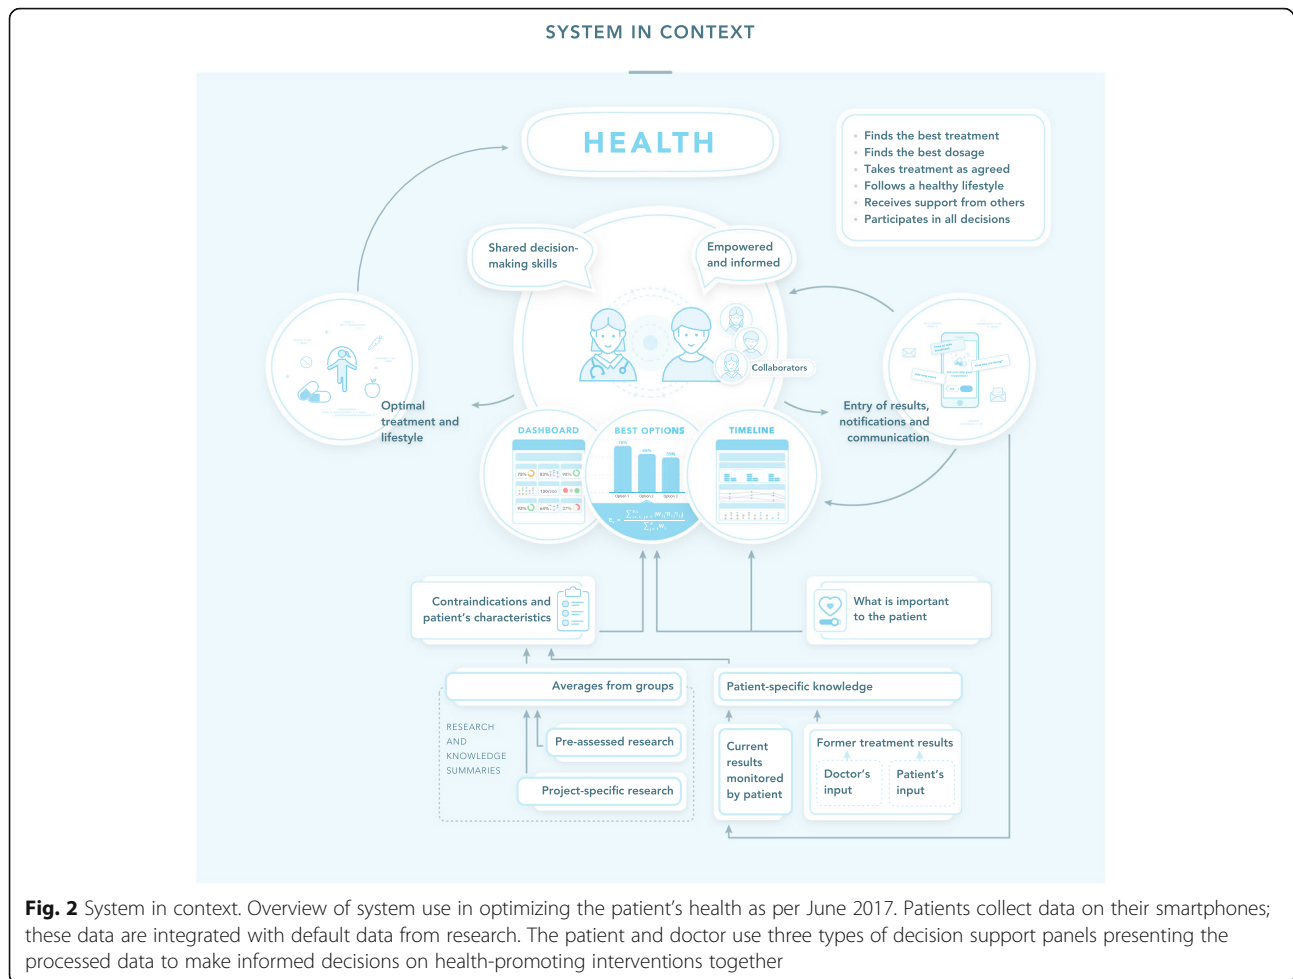 SYSTEM IN CONTEXT
HEALTH
• Finds the best treatment
• Finds the best dosage
• Takes treatment as agreed
• Follows a healthy lifestyle
• Receives support from others
• Participates in all decisions
Shared decision-
making skills
Empowered
and informed
Collaborators
Optimal
treatment and
lifestyle
Entry of results,
notifications and
communication
DASHBOARD
BEST OPTIONS
TIMELINE
Option 1
Option 2
Option 3
Contraindications and
patient's characteristics
What is important
to the patient
Averages from groups
Patient-specific knowledge
RESEARCH
AND
KNOWLEDGE
SUMMARIES
Pre-assessed research
Project-specific research
Current
results
monitored
by patient
Former treatment results
Doctor's
input
Patient's
input
Fig. 2 System in context. Overview of system use in optimizing the patient's health as per June 2017. Patients collect data on their smartphones;
these data are integrated with default data from research. The patient and doctor use three types of decision support panels presenting the
processed data to make informed decisions on health-promoting interventions together